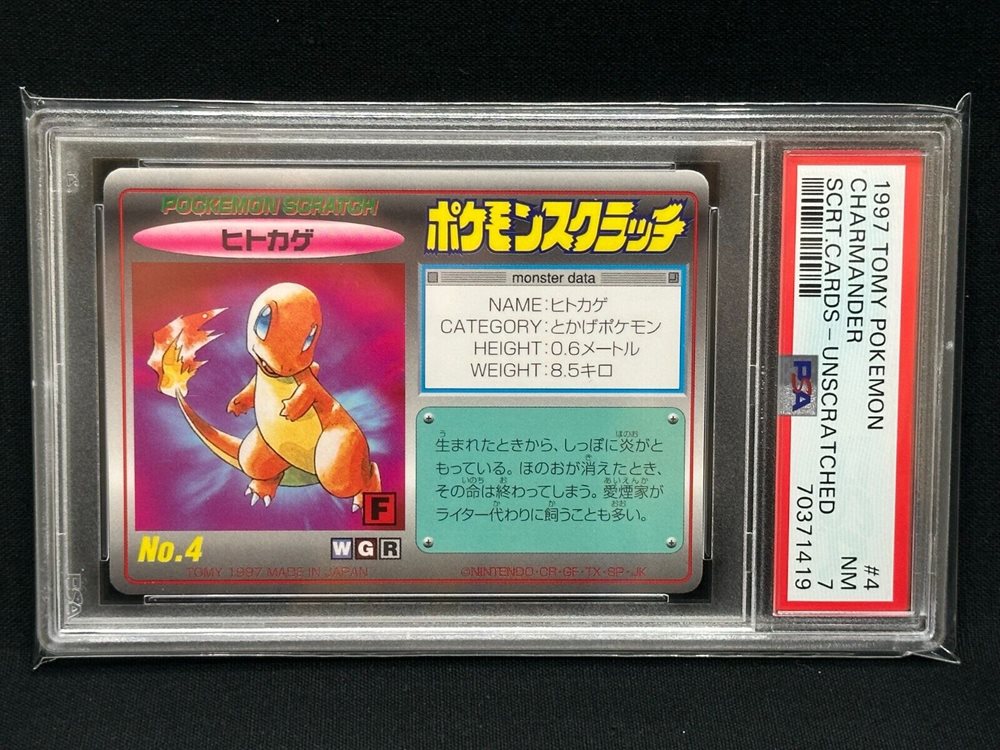 POCKEMON SCRATCH
ヒトカゲ
ポケモンスクラッチ
monster data
NAME:ヒトカゲ
CATEGORY:とかげポケモン
HEIGHT:0.6メートル
WEIGHT:8.5キロ
生まれたときから、しっぽに炎がと
もっている。ほのおが消えたとき、
その命は終わってしまう。愛煙家が
ライター代わりに飼うことも多い。
F
No.4
W G R
TOMY 1997 MADE IN JAPAN
©NINTENDO・CR・GF・TX・SP・JK
1997 TOMY POKEMON
#4
CHARMANDER
NM
SCRT.CARDS - UNSCRATCHED
7
PSA
70371419